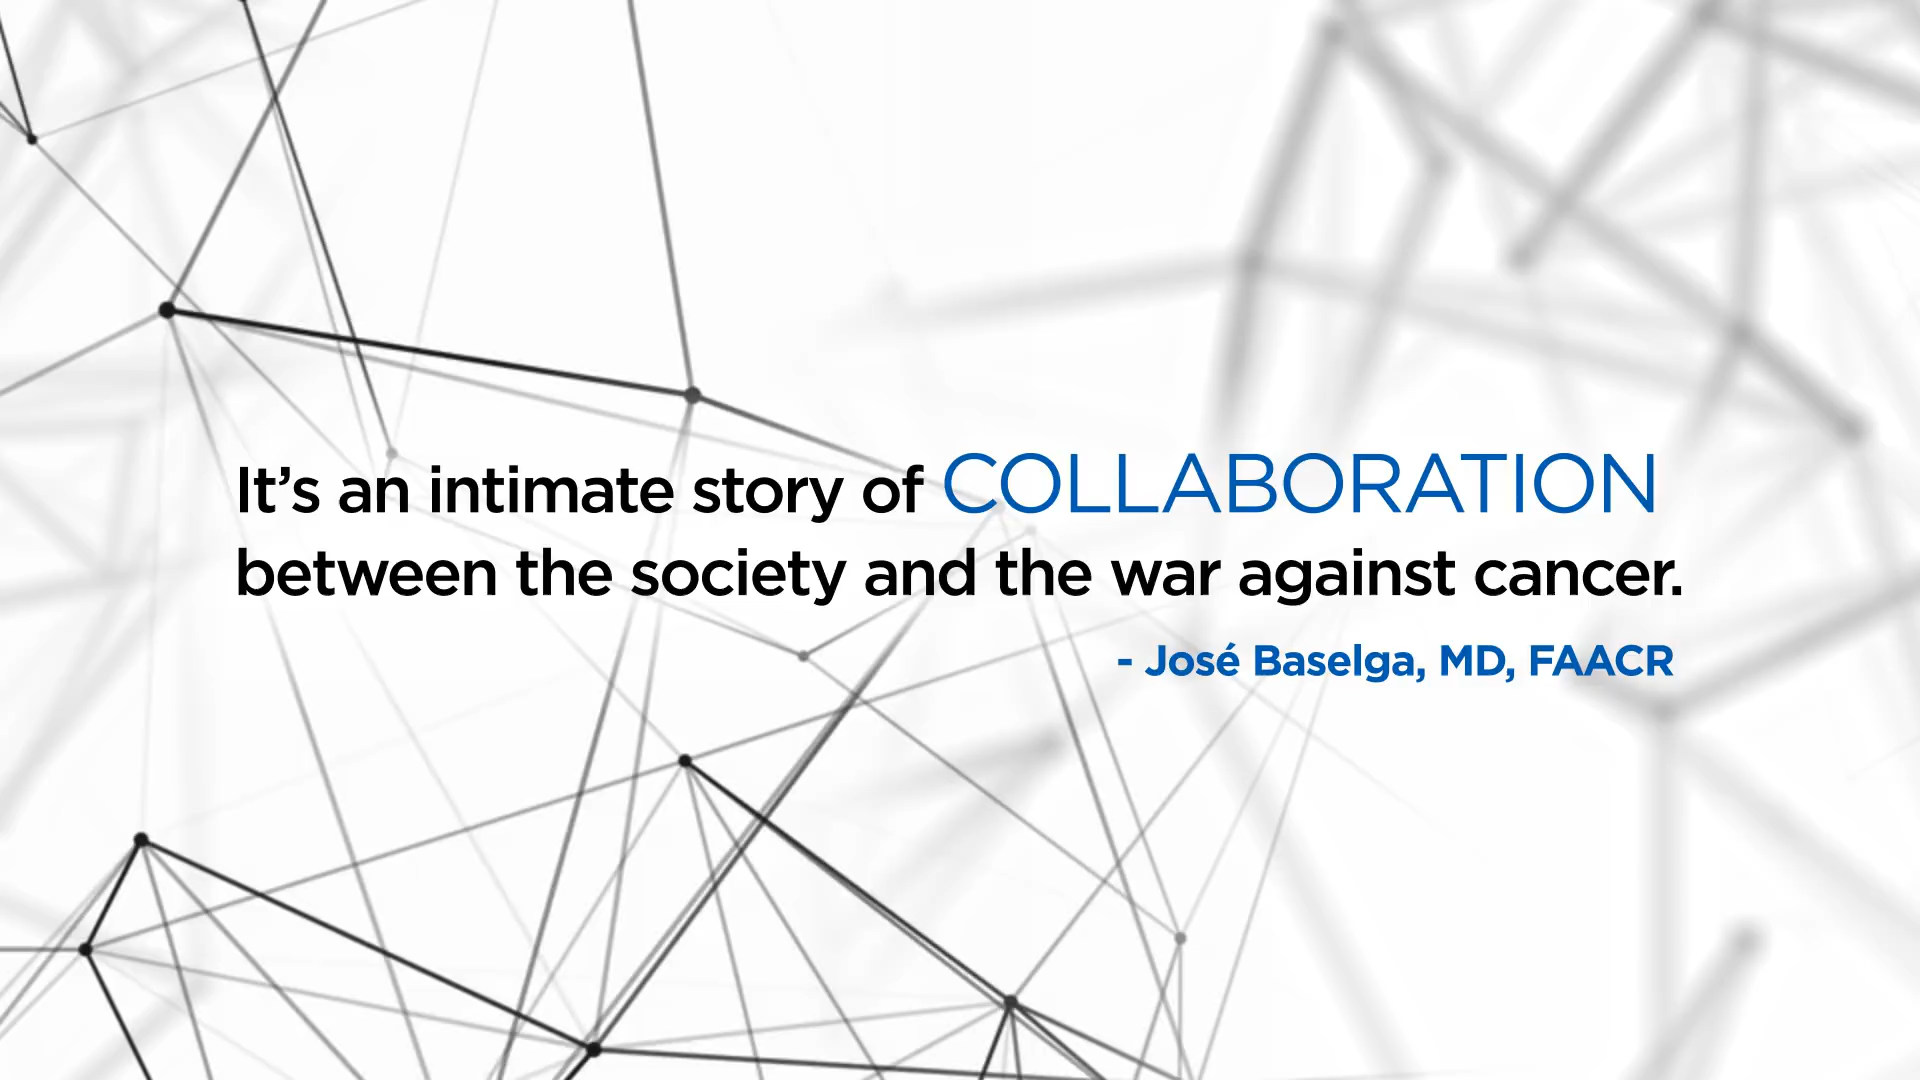 It’s an intimate story of COLLABORATION
between the society and the war against cancer.
- José Baselga, MD, FAACR